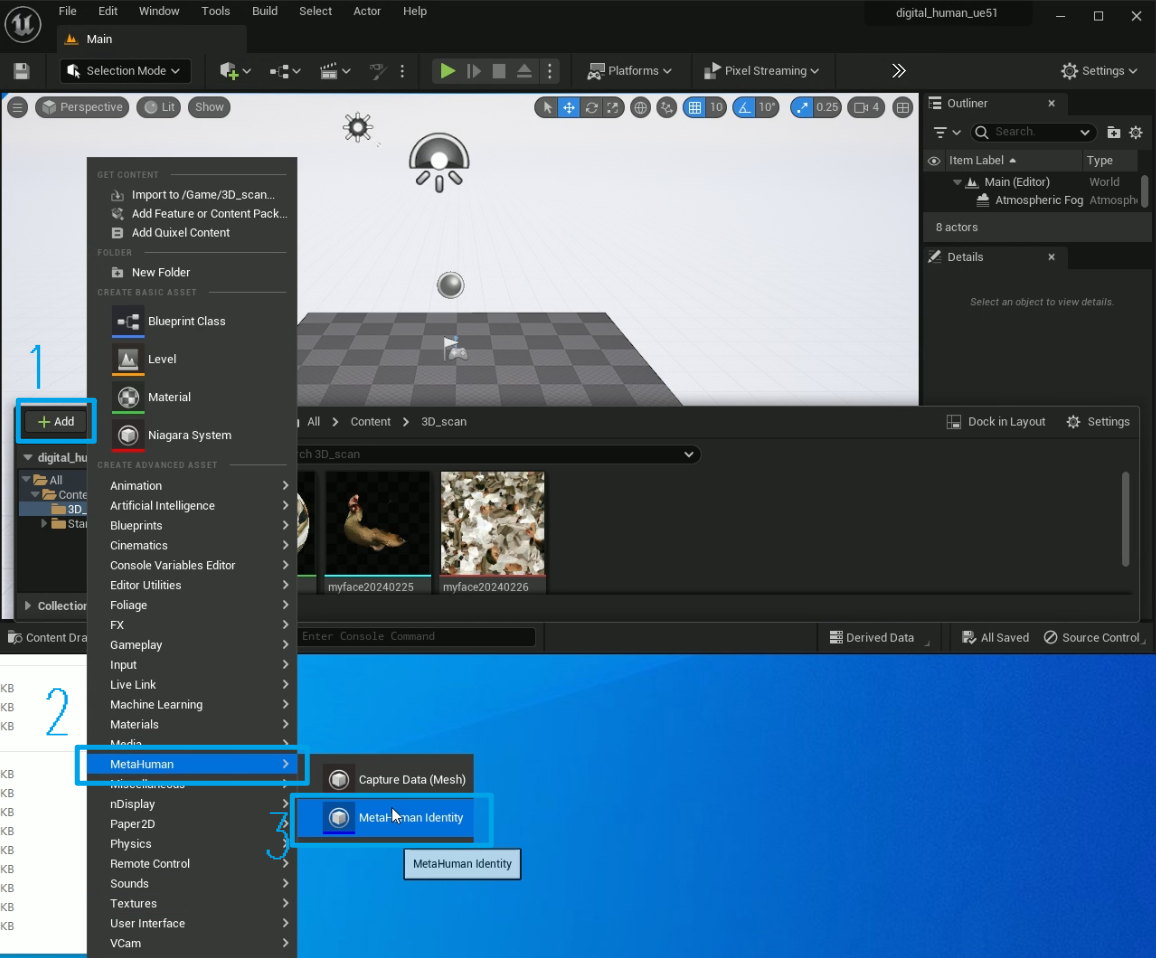 File Edit Window Tools Build Select Actor Help
digital_human_ue51
Main
Selection Mode
Platforms
Pixel Streaming
Settings
Perspective
Lit
Show
10
10°
0.25
4
Outliner
Search...
Item Label
Type
Main (Editor)
World
Atmospheric Fog
Atmosph
8 actors
Details
Select an object to view details.
GET CONTENT
Import to /Game/3D_scan...
Add Feature or Content Pack...
Add Quixel Content
FOLDER
New Folder
CREATE BASIC ASSET
Blueprint Class
Level
Material
Niagara System
CREATE ADVANCED ASSET
Animation
Artificial Intelligence
Blueprints
Cinematics
Console Variables Editor
Editor Utilities
Foliage
FX
Gameplay
Input
Live Link
Machine Learning
Materials
Media
MetaHuman
Miscellaneous
nDisplay
Paper2D
Physics
Remote Control
Sounds
Textures
User Interface
VCam
1
Add
digital_hu
All
Conte
3D_
Star
Collection
All > Content > 3D_scan
Dock in Layout
Settings
ch 3D_scan
myface20240225
myface20240226
Content Dra
Enter Console Command
Derived Data
All Saved
Source Control
KB
KB
KB
KB
KB
KB
KB
KB
KB
KB
KB
KB
2
Capture Data (Mesh)
3
MetaHuman Identity
MetaHuman Identity